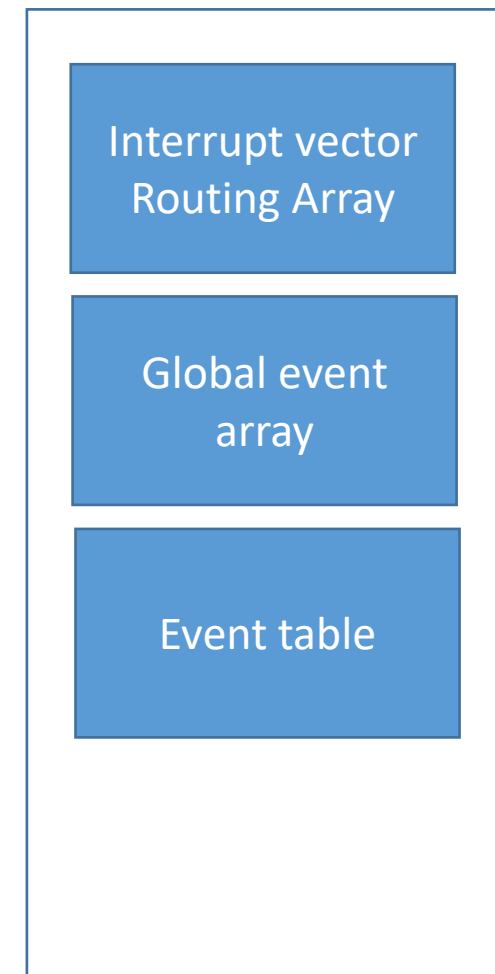 Interrupt vector
Routing Array
Global event
array
Event table